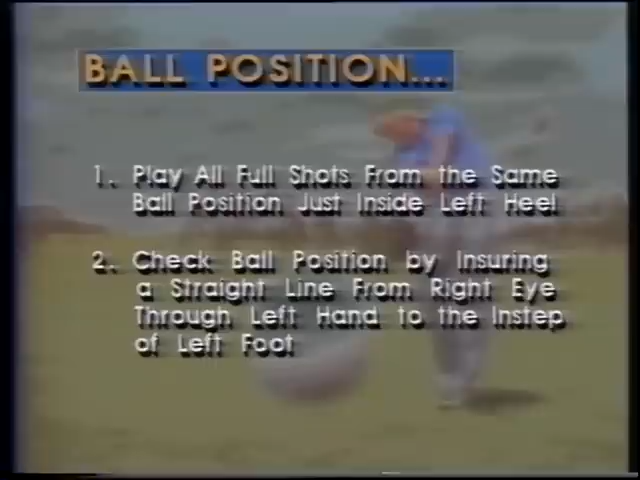 BALL POSITION...
1. Play All Full Shots From the Same
Ball Position Just Inside Left Heel
2. Check Ball Position by Insuring
a Straight Line From Right Eye
Through Left Hand to the Instep
of Left Foot